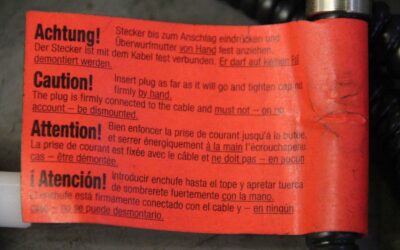 Achtung! Stecker bis zum Anschlag eindrücken und
Überwurfmutter von Hand fest anziehen.
Der Stecker ist mit dem Kabel fest verbunden. Er darf auf keinen
demontiert werden.
Caution! Insert plug as far as it will go and tighten
firmly by hand.
The plug is firmly connected to the cable and must not – on no
account – be dismounted.
Attention! Bien enfoncer la prise de courant jusqu'à la butée
et serrer énergiquement à la main l'écrou
La prise de courant est fixée avec le câble et ne doit pas – en aucun
cas – être démontée.
¡Atención! Introducir enchufe hasta el tope y apretar tuerca
de sombrerete fuertemente con la mano.
enchufe está firmamente conectado con el cable y – en ningún
caso – no se puede desmontarlo.